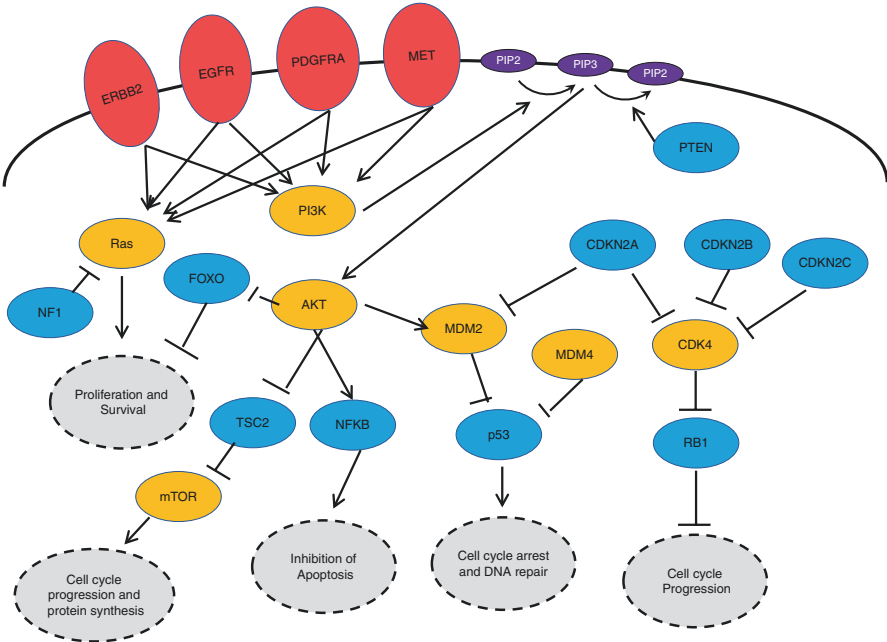 ERBB2
EGFR
PDGFRA
MET
PIP2
PIP3
PIP2
PTEN
PI3K
Ras
FOXO
NF1
AKT
CDKN2A
CDKN2B
CDKN2C
MDM2
MDM4
CDK4
Proliferation and
Survival
TSC2
NFKB
p53
RB1
mTOR
Cell cycle
progression and
protein synthesis
Inhibition of
Apoptosis
Cell cycle arrest
and DNA repair
Cell cycle
Progression